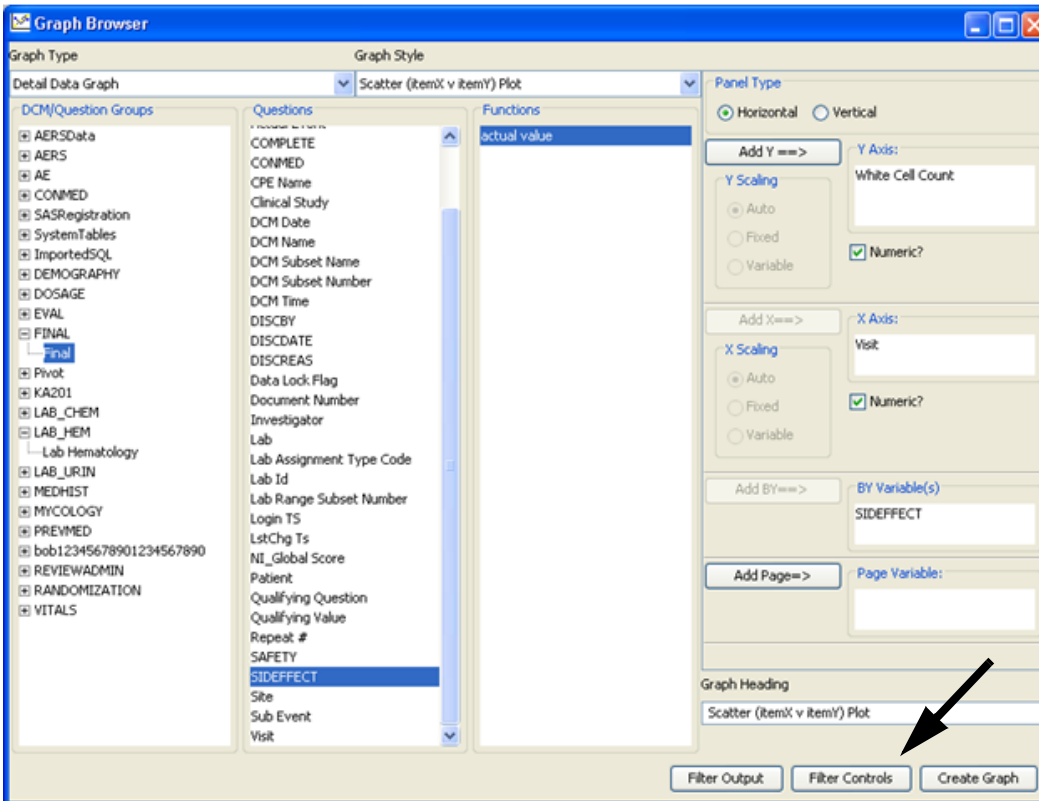 Graph Browser
Graph Type
Graph Style
Detail Data Graph
Scatter (itemX v itemY) Plot
DCM/Question Groups
AERSData
AERS
AE
CONMED
SASRegistration
SystemTables
ImportedSQL
DEMOGRAPHY
DOSAGE
EVAL
FINAL
Final
Pivot
KA201
LAB_CHEM
LAB_HEM
Lab Hematology
LAB_URIN
MEDHIST
MYCOLOGY
PREVMED
bob12345678901234567890
REVIEWADMIN
RANDOMIZATION
VITALS
Questions
COMPLETE
CONMED
CPE Name
Clinical Study
DCM Date
DCM Name
DCM Subset Name
DCM Subset Number
DCM Time
DISCBY
DISCDATE
DISCREAS
Data Lock Flag
Document Number
Investigator
Lab
Lab Assignment Type Code
Lab Id
Lab Range Subset Number
Login TS
LstChg Ts
NI_Global Score
Patient
Qualifying Question
Qualifying Value
Repeat #
SAFETY
SIDEFFECT
Site
Sub Event
Visit
Functions
actual value
Panel Type
Horizontal
Vertical
Add Y ==>
Y Axis:
White Cell Count
Y Scaling
Auto
Fixed
Variable
Numeric?
Add X==>
X Axis:
Visit
X Scaling
Auto
Fixed
Variable
Numeric?
Add BY==>
BY Variable(s)
SIDEFFECT
Add Page=>
Page Variable:
Graph Heading
Scatter (itemX v itemY) Plot
Filter Output
Filter Controls
Create Graph